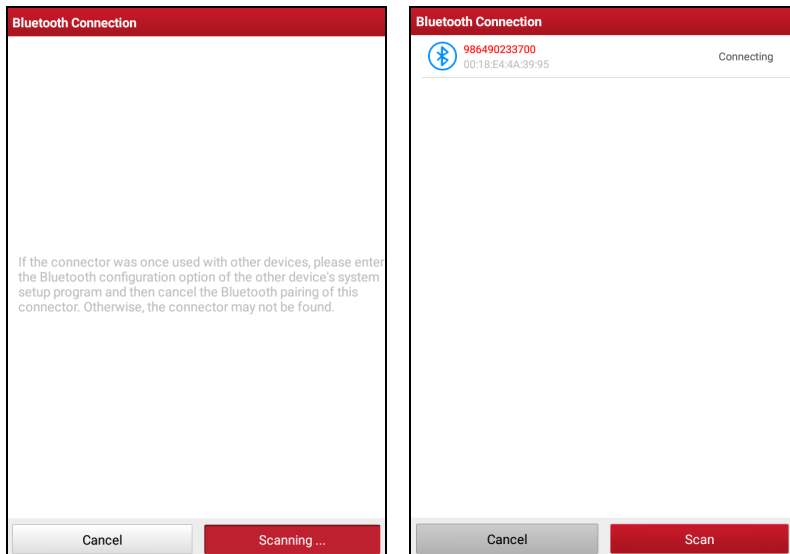 Bluetooth Connection
If the connector was once used with other devices, please enter
the Bluetooth configuration option of the other device's system
setup program and then cancel the Bluetooth pairing of this
connector. Otherwise, the connector may not be found.
Cancel
Scanning ...
Bluetooth Connection
986490233700
00:18:E4:4A:39:95
Connecting
Cancel
Scan